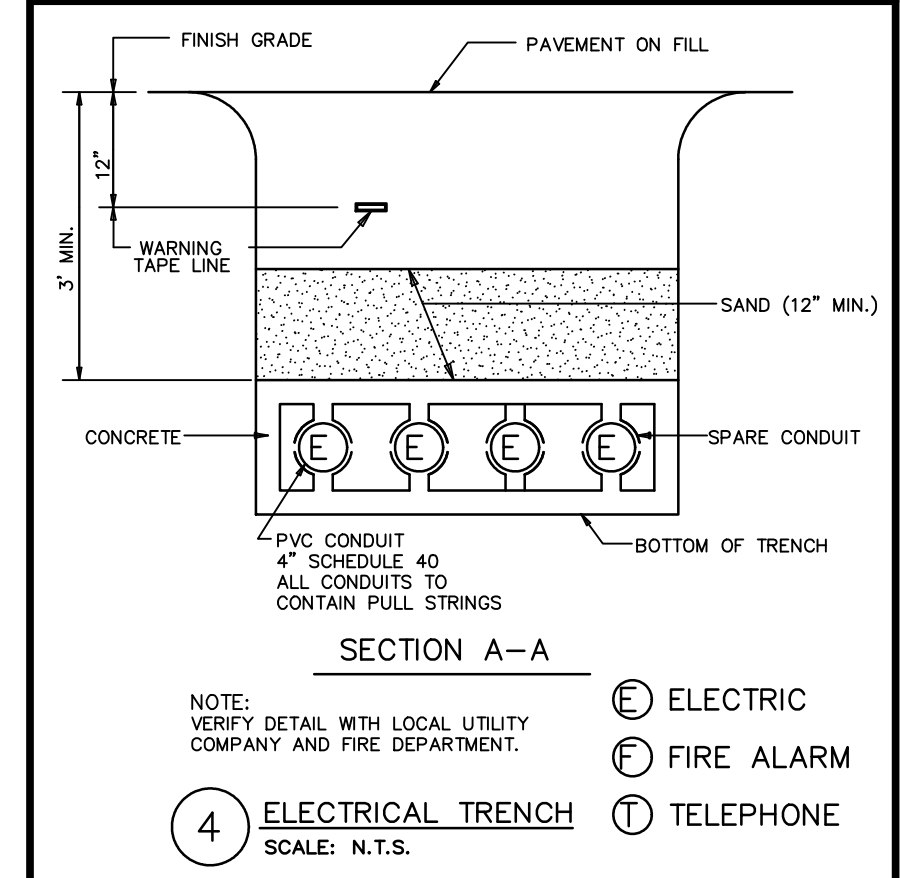 FINISH GRADE
PAVEMENT ON FILL
12"
3' MIN.
WARNING
TAPE LINE
SAND (12" MIN.)
CONCRETE
E E E E
SPARE CONDUIT
PVC CONDUIT
4" SCHEDULE 40
ALL CONDUITS TO
CONTAIN PULL STRINGS
BOTTOM OF TRENCH
SECTION A-A
NOTE:
VERIFY DETAIL WITH LOCAL UTILITY
COMPANY AND FIRE DEPARTMENT.
E ELECTRIC
F FIRE ALARM
T TELEPHONE
4 ELECTRICAL TRENCH
SCALE: N.T.S.